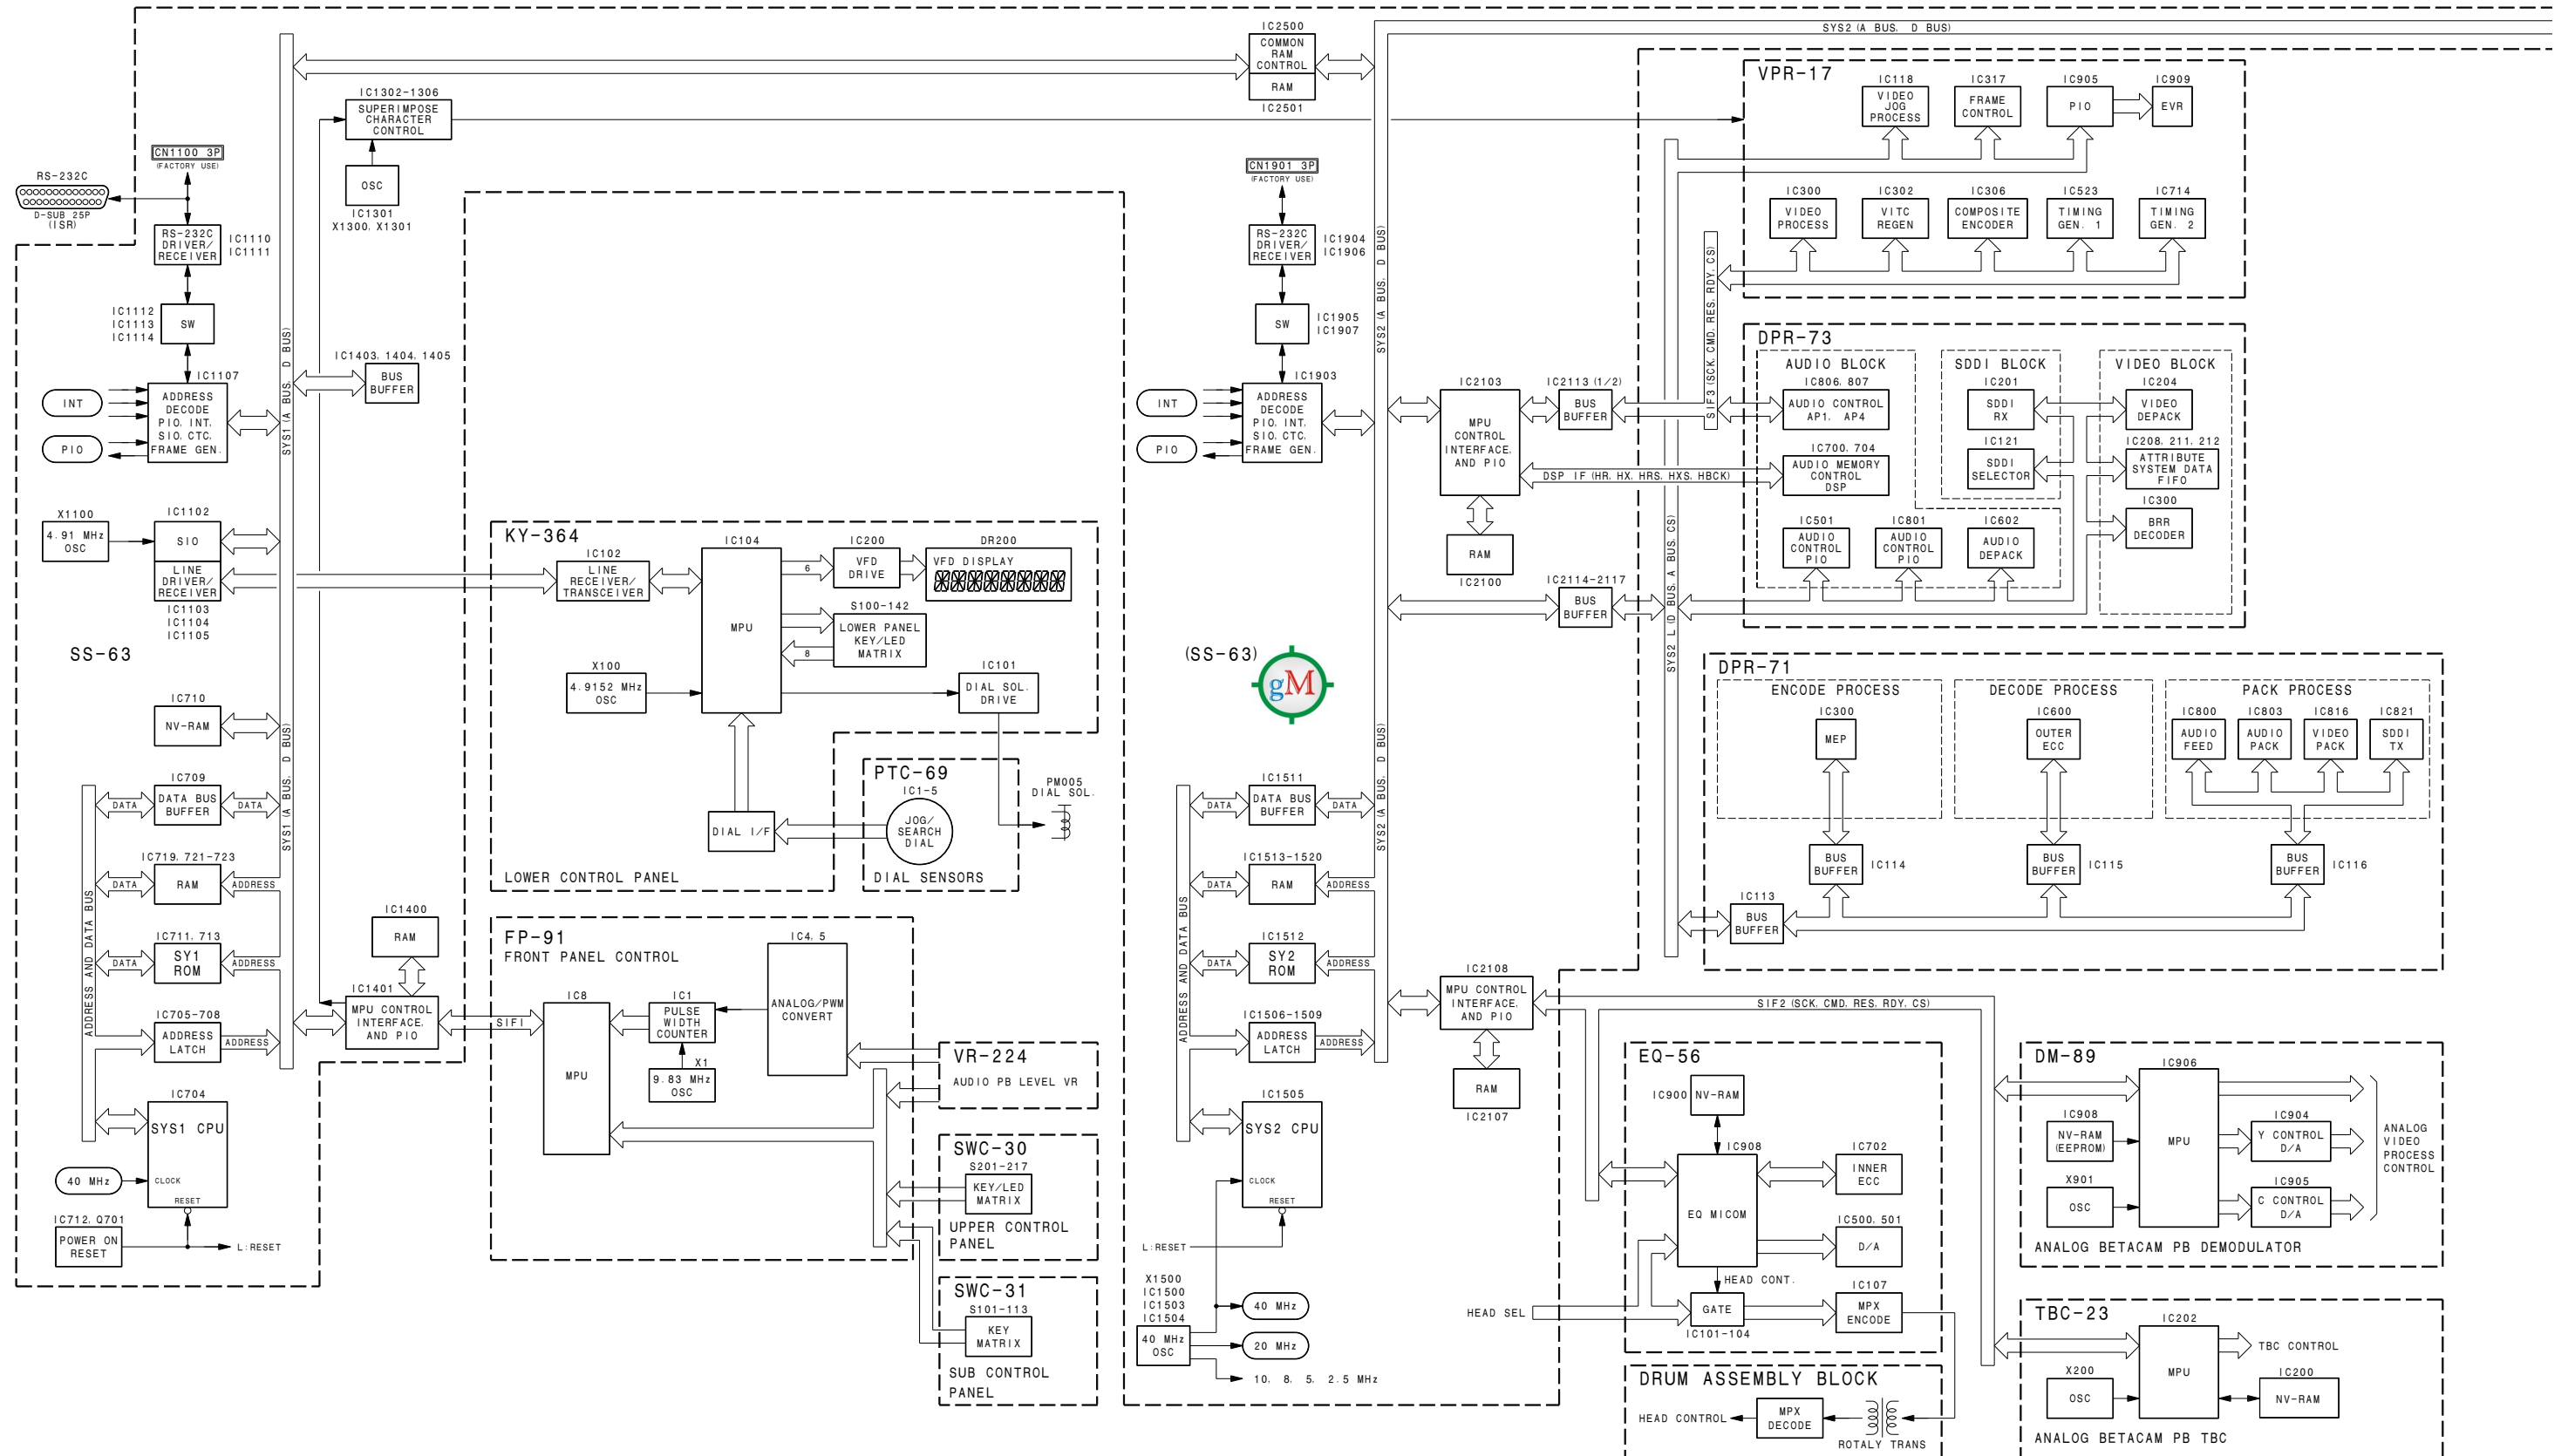 SYS2 (A BUS, D BUS)
IC2500
COMMON
RAM
CONTROL
RAM
IC2501
IC1302-1306
SUPERIMPOSE
CHARACTER
CONTROL
OSC
IC1301
X1300, X1301
CN1100 3P
(FACTORY USE)
RS-232C
D-SUB 25P
(ISR)
RS-232C
DRIVER/
RECEIVER
IC1110
IC1111
IC1112
IC1113
IC1114
SW
IC1107
ADDRESS
DECODE
PIO, INT,
SIO, CTC,
FRAME GEN.
INT
PIO
SYS1 (A BUS, D BUS)
IC1403, 1404, 1405
BUS
BUFFER
X1100
4.91 MHz
OSC
IC1102
SIO
LINE
DRIVER/
RECEIVER
IC1103
IC1104
IC1105
SS-63
IC710
NV-RAM
IC709
DATA BUS
BUFFER
DATA
DATA
IC719, 721-723
RAM
DATA
ADDRESS
IC711, 713
SY1
ROM
DATA
ADDRESS
IC705-708
ADDRESS
LATCH
ADDRESS
ADDRESS AND DATA BUS
SYS1 (A BUS, D BUS)
IC704
SYS1 CPU
CLOCK
RESET
40 MHz
IC712, Q701
POWER ON
RESET
L:RESET
IC1400
RAM
IC1401
MPU CONTROL
INTERFACE,
AND PIO
SIFI
KY-364
IC102
LINE
RECEIVER/
TRANSCEIVER
IC104
MPU
IC200
VFD
DRIVE
6
DR200
VFD DISPLAY
S100-142
LOWER PANEL
KEY/LED
MATRIX
8
X100
4.9152 MHz
OSC
IC101
DIAL SOL.
DRIVE
DIAL I/F
LOWER CONTROL PANEL
PTC-69
IC1-5
JOG/
SEARCH
DIAL
DIAL SENSORS
PM005
DIAL SOL.
FP-91
FRONT PANEL CONTROL
IC8
MPU
IC1
PULSE
WIDTH
COUNTER
X1
9.83 MHz
OSC
IC4, 5
ANALOG/PWM
CONVERT
VR-224
AUDIO PB LEVEL VR
SWC-30
S201-217
KEY/LED
MATRIX
UPPER CONTROL
PANEL
SWC-31
S101-113
KEY
MATRIX
SUB CONTROL
PANEL
CN1901 3P
(FACTORY USE)
RS-232C
DRIVER/
RECEIVER
IC1904
IC1906
SW
IC1905
IC1907
IC1903
ADDRESS
DECODE
PIO, INT,
SIO, CTC,
FRAME GEN.
INT
PIO
SYS2 (A BUS, D BUS)
(SS-63)
gM
IC1511
DATA BUS
BUFFER
DATA
DATA
IC1513-1520
RAM
DATA
ADDRESS
IC1512
SY2
ROM
DATA
ADDRESS
IC1506-1509
ADDRESS
LATCH
ADDRESS
ADDRESS AND DATA BUS
SYS2 (A BUS, D BUS)
IC1505
SYS2 CPU
CLOCK
RESET
L:RESET
X1500
IC1500
IC1503
IC1504
40 MHz
OSC
40 MHz
20 MHz
10, 8, 5, 2.5 MHz
IC2103
MPU
CONTROL
INTERFACE,
AND PIO
RAM
IC2100
IC2113 (1/2)
BUS
BUFFER
DSP IF (HR, HX, HRS, HXS, HBCK)
IC2114-2117
BUS
BUFFER
SYS2 L (D BUS, A BUS, CS)
SIF3 (SCK, CMD, RES, RDY, CS)
IC2108
MPU CONTROL
INTERFACE,
AND PIO
RAM
IC2107
SIF2 (SCK, CMD, RES, RDY, CS)
VPR-17
IC118
VIDEO
JOG
PROCESS
IC317
FRAME
CONTROL
IC905
PIO
IC909
EVR
IC300
VIDEO
PROCESS
IC302
VITC
REGEN
IC306
COMPOSITE
ENCODER
IC523
TIMING
GEN. 1
IC714
TIMING
GEN. 2
DPR-73
AUDIO BLOCK
IC806, 807
AUDIO CONTROL
AP1, AP4
IC700, 704
AUDIO MEMORY
CONTROL
DSP
IC501
AUDIO
CONTROL
PIO
IC801
AUDIO
CONTROL
PIO
IC602
AUDIO
DEPACK
SDDI BLOCK
IC201
SDDI
RX
IC121
SDDI
SELECTOR
VIDEO BLOCK
IC204
VIDEO
DEPACK
IC208, 211, 212
ATTRIBUTE
SYSTEM DATA
FIFO
IC300
BRR
DECODER
DPR-71
ENCODE PROCESS
IC300
MEP
DECODE PROCESS
IC600
OUTER
ECC
PACK PROCESS
IC800
AUDIO
FEED
IC803
AUDIO
PACK
IC816
VIDEO
PACK
IC821
SDDI
TX
BUS
BUFFER
IC114
BUS
BUFFER
IC115
BUS
BUFFER
IC116
IC113
BUS
BUFFER
EQ-56
IC900
NV-RAM
IC908
EQ MICOM
IC702
INNER
ECC
IC500, 501
D/A
HEAD CONT.
HEAD SEL
GATE
IC101-104
IC107
MPX
ENCODE
DRUM ASSEMBLY BLOCK
HEAD CONTROL
MPX
DECODE
ROTALY TRANS
DM-89
IC906
MPU
IC908
NV-RAM
(EEPROM)
X901
OSC
IC904
Y CONTROL
D/A
IC905
C CONTROL
D/A
ANALOG
VIDEO
PROCESS
CONTROL
ANALOG BETACAM PB DEMODULATOR
TBC-23
IC202
MPU
TBC CONTROL
X200
OSC
IC200
NV-RAM
ANALOG BETACAM PB TBC